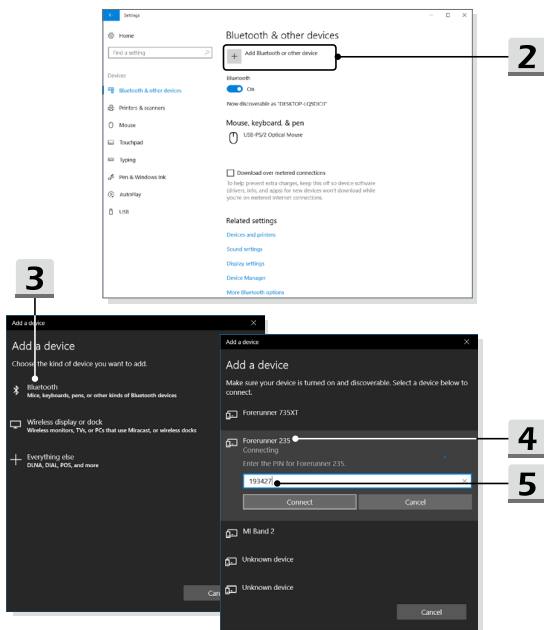 Settings
Home
Find a setting
Devices
Bluetooth & other devices
Printers & scanners
Mouse
Touchpad
Typing
Pen & Windows Ink
AutoPlay
USB
Bluetooth & other devices
Add Bluetooth or other device
Bluetooth
On
Now discoverable as
Mouse, keyboard, & pen
USB-PS/2 Optical Mouse
Download over metered connections
To help prevent extra charges, keep this off so device software
(drivers, info, and apps) for new devices won't download while
you're on metered Internet connections.
Related settings
Devices and printers
Sound settings
Display settings
Device Manager
More Bluetooth options
2
3
Add a device
Add a device
Choose the kind of device you want to add.
Bluetooth
Mice, keyboards, pens, or other kinds of Bluetooth devices
Wireless display or dock
Wireless monitors, TVs, or PCs that use Miracast, or wireless docks
Everything else
DLNA, DIAL, POS, and more
Can
Add a device
Add a device
Make sure your device is turned on and discoverable. Select a device below to
connect.
Forerunner 735XT
Forerunner 235
Connecting
Enter the PIN for Forerunner 235.
193427
Connect
Cancel
MI Band 2
Unknown device
Unknown device
Cancel
4
5